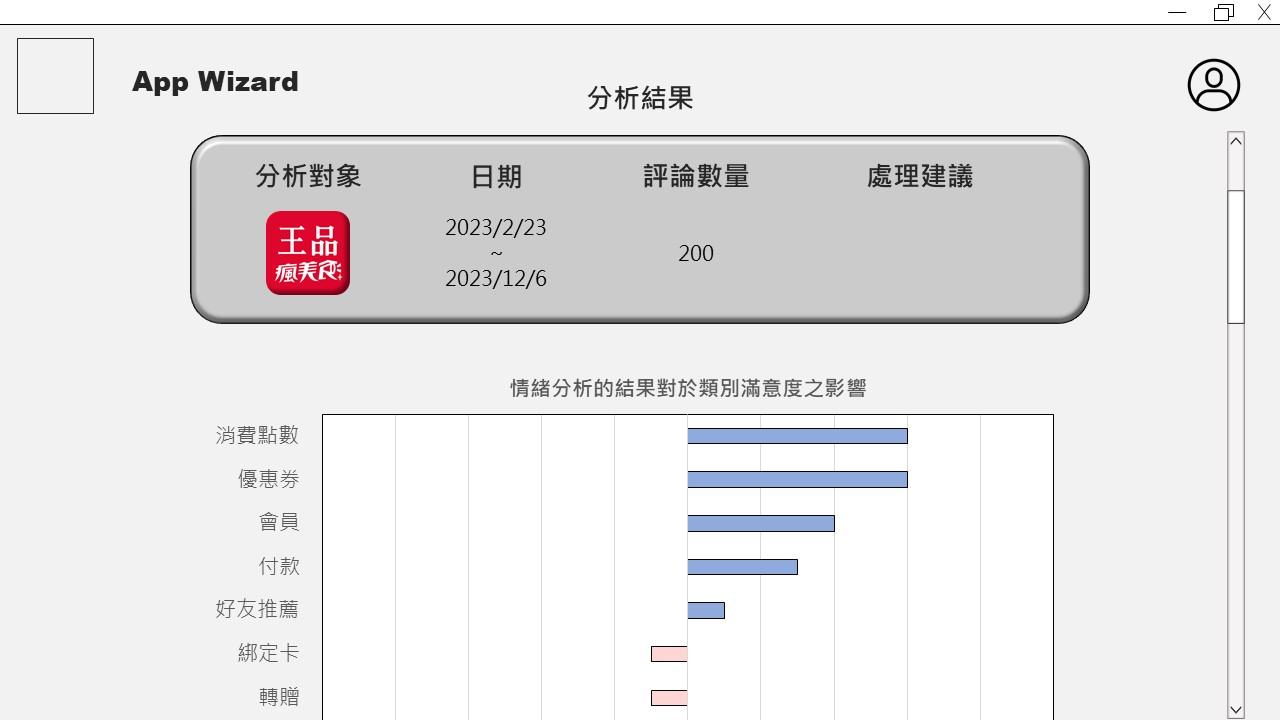 App Wizard
分析結果
分析對象
日期
評論數量
處理建議
王品
瘋美食
2023/2/23
~
2023/12/6
200
情緒分析的結果對於類別滿意度之影響
消費點數
優惠券
會員
付款
好友推薦
綁定卡
轉贈